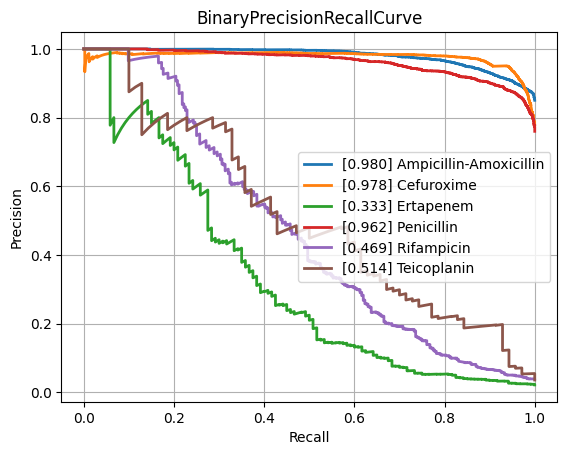 BinaryPrecisionRecallCurve
1.0
0.8
0.6
0.4
0.2
0.0
Precision
[0.980] Ampicillin-Amoxicillin
[0.978] Cefuroxime
[0.333] Ertapenem
[0.962] Penicillin
[0.469] Rifampicin
[0.514] Teicoplanin
0.0 0.2 0.4 0.6 0.8 1.0
Recall